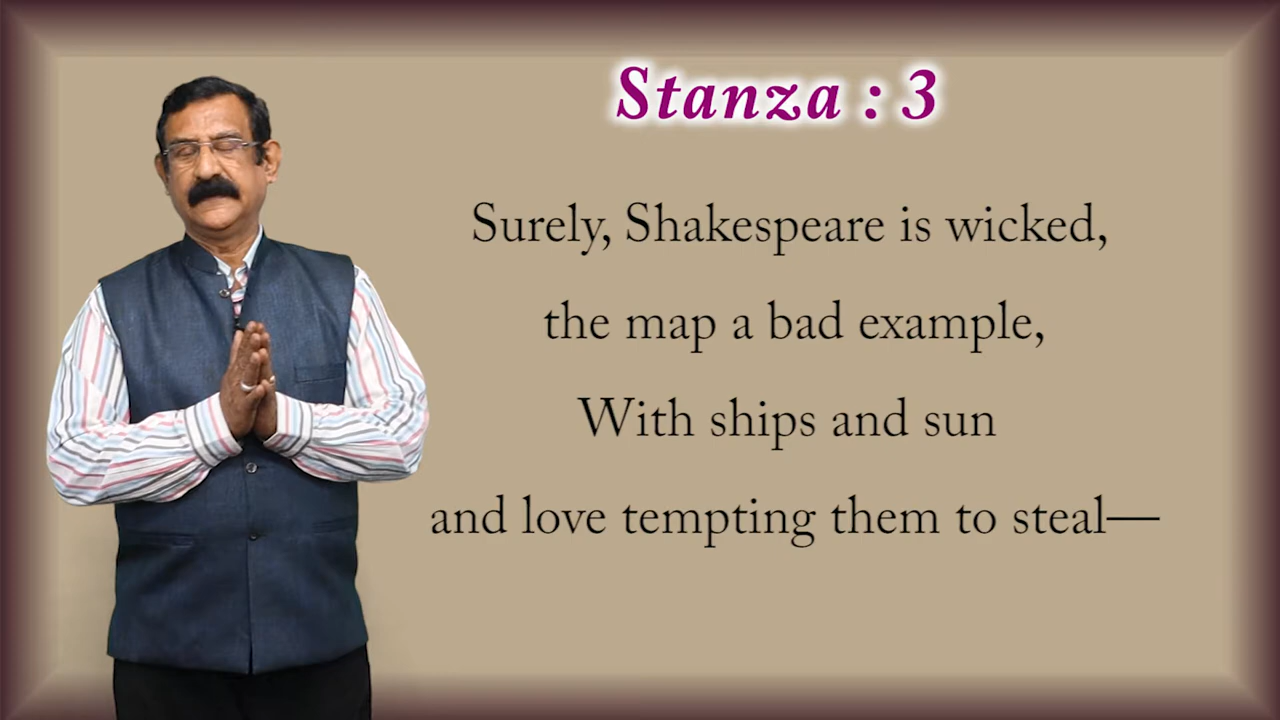 Stanza : 3
Surely, Shakespeare is wicked,
the map a bad example,
With ships and sun
and love tempting them to steal—